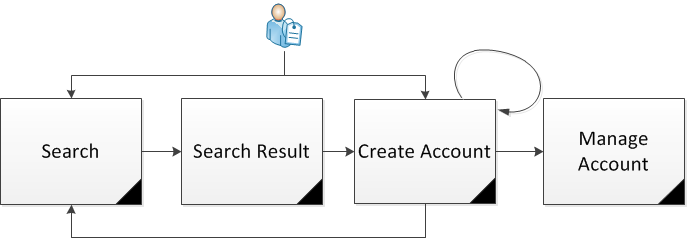 Search
Search Result
Create Account
Manage
Account